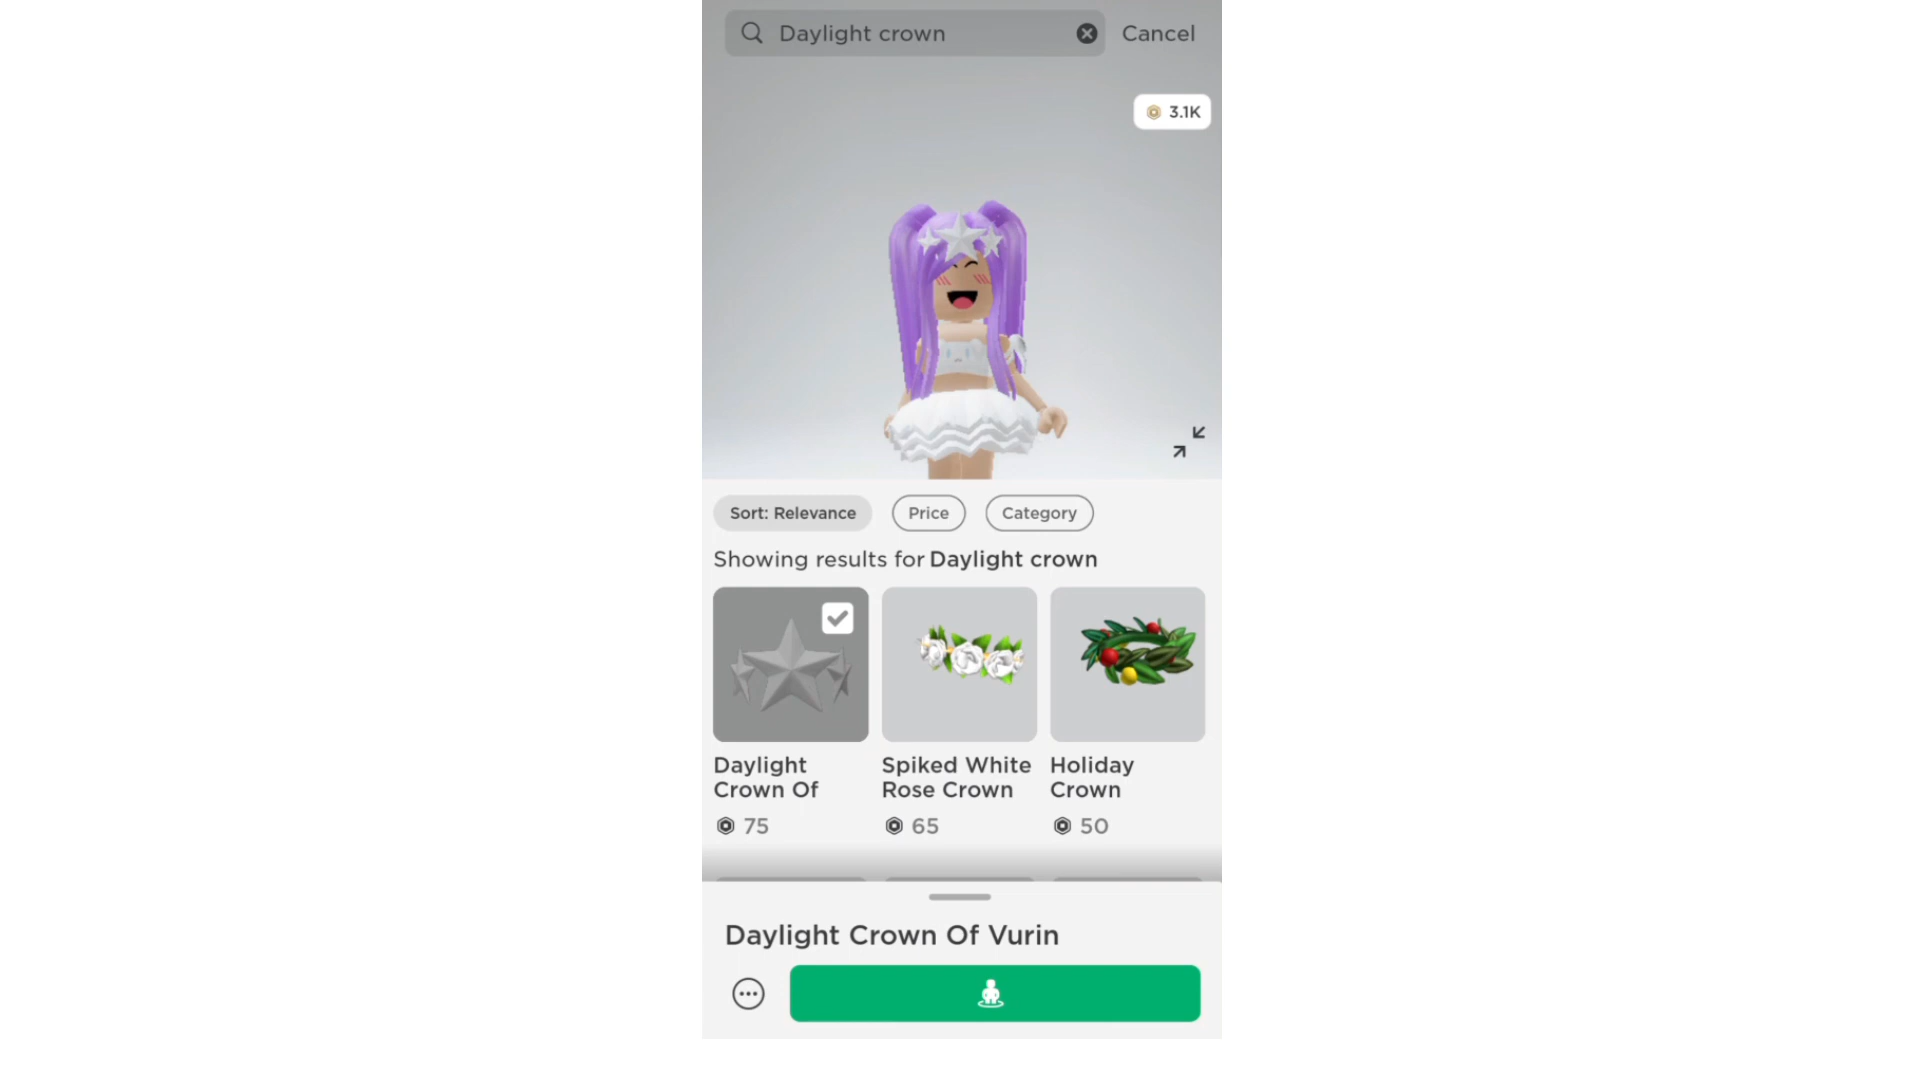 Daylight crown
Cancel
3.1K
Sort: Relevance
Price
Category
Showing results for Daylight crown
Daylight
Crown Of
75
Spiked White
Rose Crown
65
Holiday
Crown
50
Daylight Crown Of Vurin